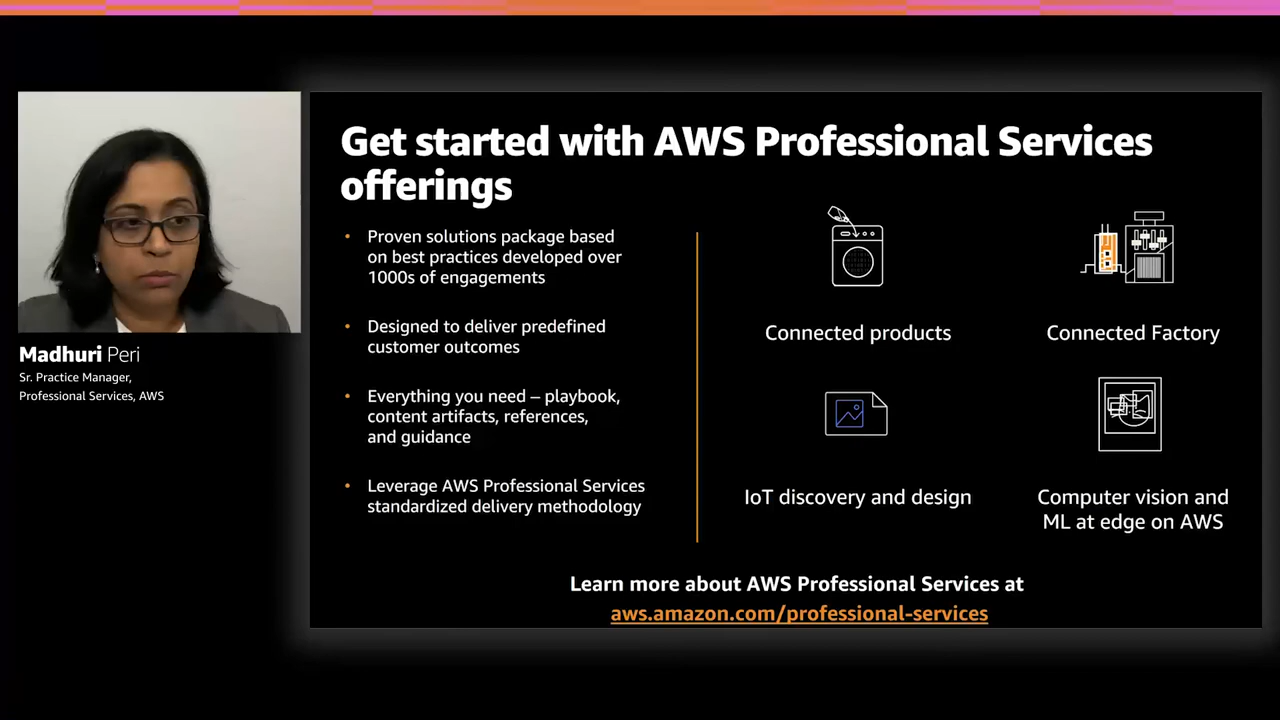 Get started with AWS Professional Services
offerings
Proven solutions package based
on best practices developed over
1000s of engagements
Designed to deliver predefined
customer outcomes
Everything you need – playbook,
content artifacts, references,
and guidance
Leverage AWS Professional Services
standardized delivery methodology
Connected products
Connected Factory
IoT discovery and design
Computer vision and
ML at edge on AWS
Learn more about AWS Professional Services at
aws.amazon.com/professional-services
Madhuri Peri
Sr. Practice Manager,
Professional Services, AWS